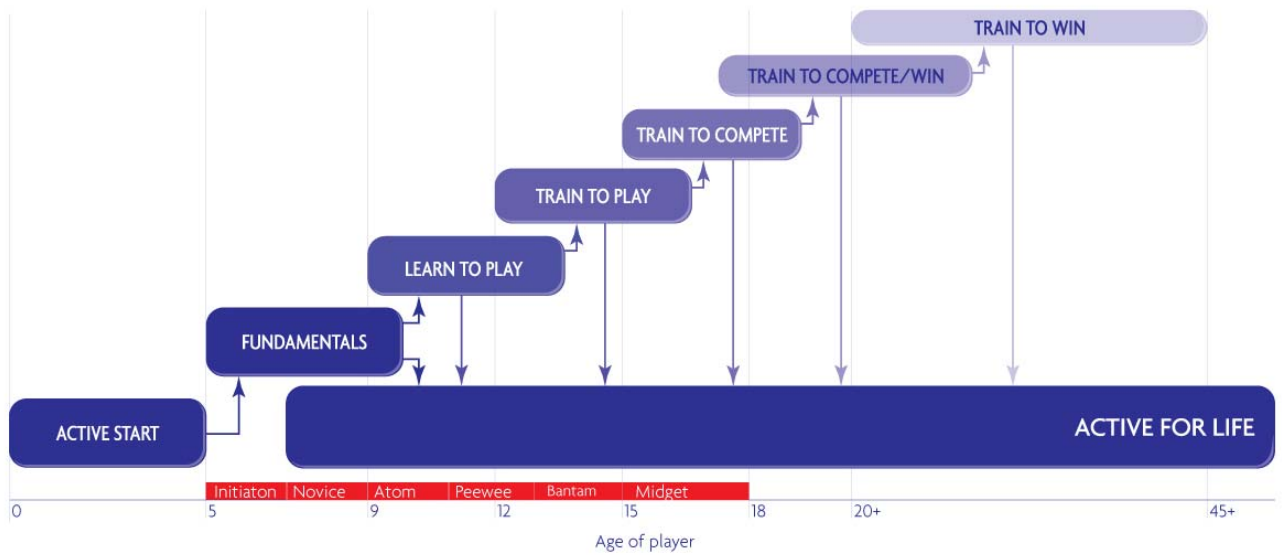 TRAIN TO WIN
TRAIN TO COMPETE/WIN
TRAIN TO COMPETE
TRAIN TO PLAY
LEARN TO PLAY
FUNDAMENTALS
ACTIVE START
ACTIVE FOR LIFE
Initiaton Novice Atom Peewee Bantam Midget
0 5 9 12 15 18 20+ 45+
Age of player